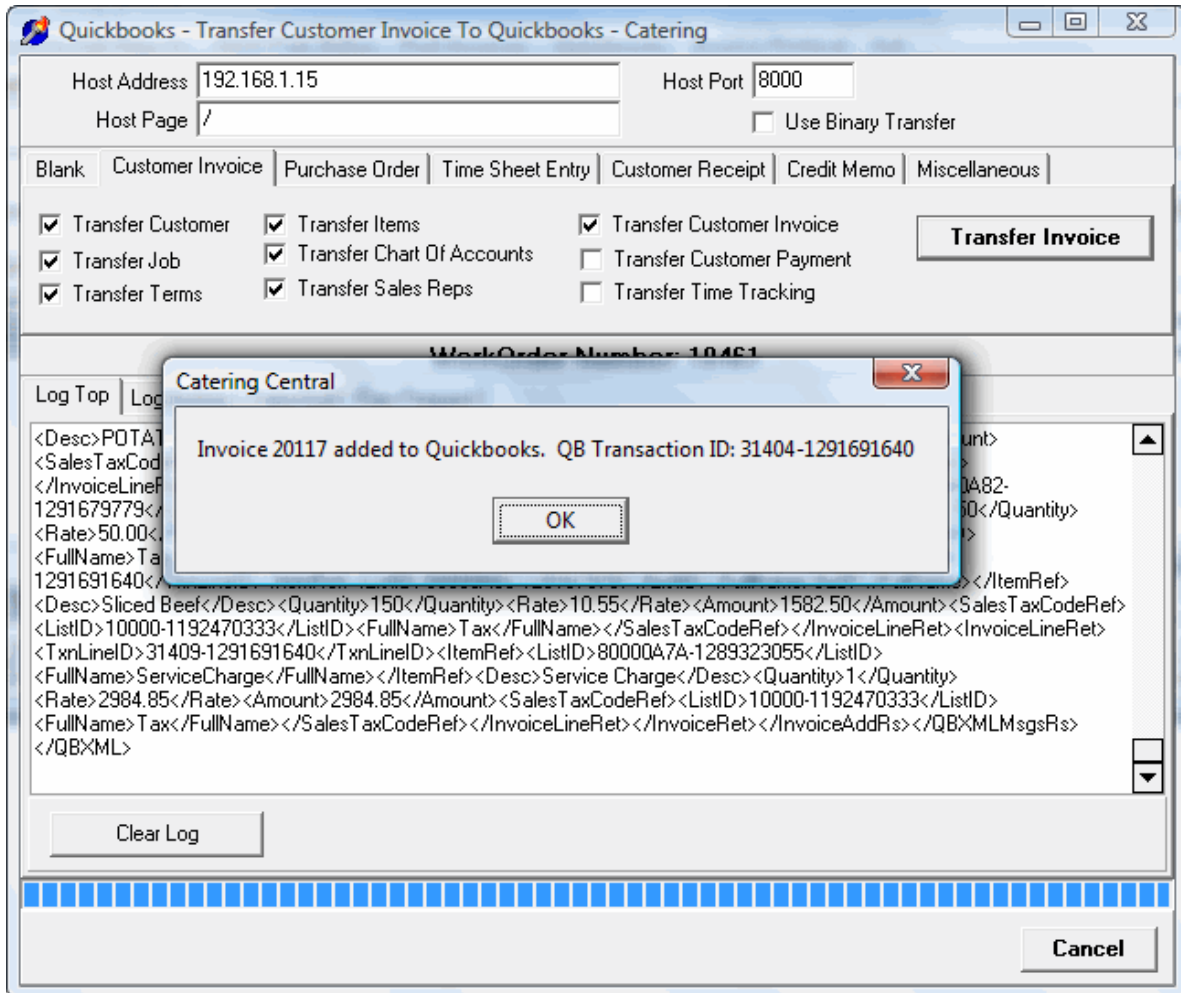 Quickbooks - Transfer Customer Invoice To Quickbooks - Catering
Host Address 192.168.1.15 Host Port 8000
Host Page / Use Binary Transfer
Blank Customer Invoice Purchase Order Time Sheet Entry Customer Receipt Credit Memo Miscellaneous
Transfer Customer Transfer Items Transfer Customer Invoice Transfer Invoice
Transfer Job Transfer Chart Of Accounts Transfer Customer Payment
Transfer Terms Transfer Sales Reps Transfer Time Tracking
WorkOrder Number: 10461
Catering Central
Log Top Log
Invoice 20117 added to Quickbooks. QB Transaction ID: 31404-1291691640
OK
<Desc>POTAT unt>
<SalesTaxCod
</InvoiceLineR 0A82-
1291679779</ </Quantity>
<Rate>50.00<
<FullName>Ta
1291691640</ ></ItemRef>
<Desc>Sliced Beef</Desc><Quantity>150</Quantity><Rate>10.55</Rate><Amount>1582.50</Amount><SalesTaxCodeRef>
<ListID>10000-1192470333</ListID><FullName>Tax</FullName></SalesTaxCodeRef></InvoiceLineRet><InvoiceLineRet>
<TxnLineID>31409-1291691640</TxnLineID><ItemRef><ListID>80000A7A-1289323055</ListID>
<FullName>ServiceCharge</FullName></ItemRef><Desc>Service Charge</Desc><Quantity>1</Quantity>
<Rate>2984.85</Rate><Amount>2984.85</Amount><SalesTaxCodeRef><ListID>10000-1192470333</ListID>
<FullName>Tax</FullName></SalesTaxCodeRef></InvoiceLineRet></InvoiceRet></InvoiceAddRs></QBXMLMsgsRs>
</QBXML>
Clear Log
Cancel